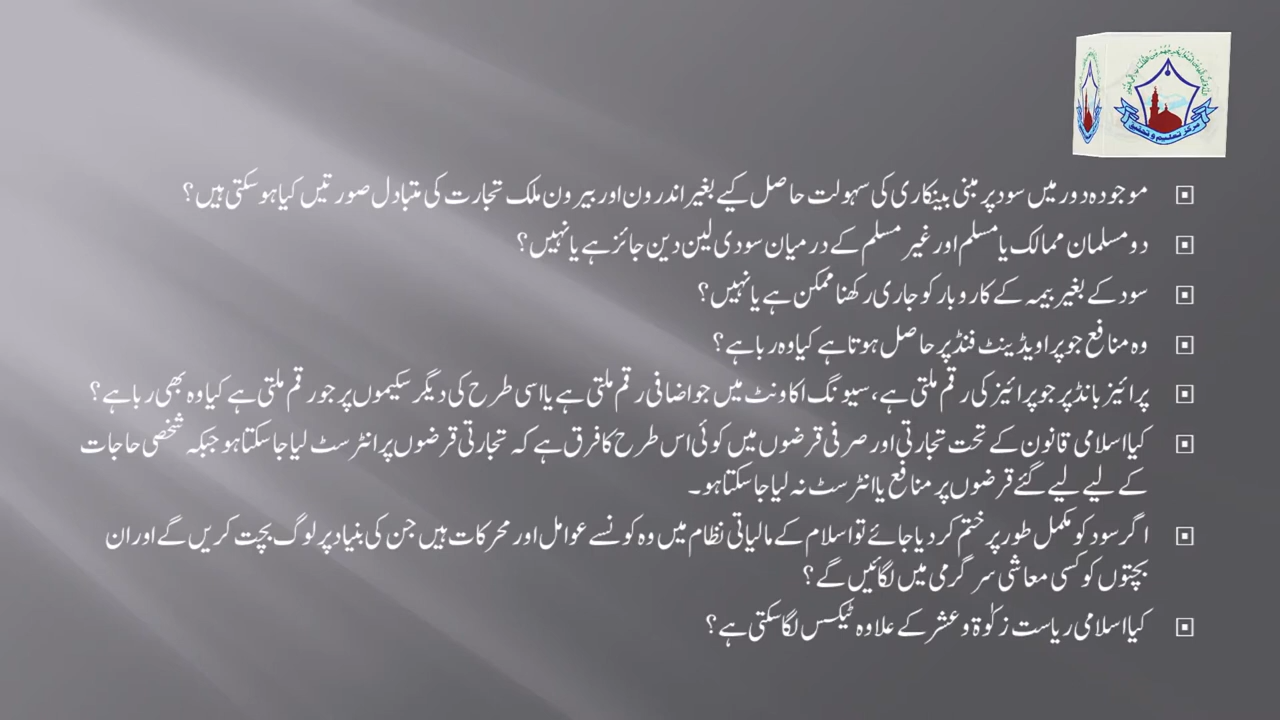 مرکز تعلیم و تحقیق
موجودہ دور میں سود پر مبنی بینکاری کی سہولت حاصل کیے بغیر اندرون اور بیرون ملک تجارت کی متبادل صورتیں کیا ہو سکتی ہیں؟
دو مسلمان ممالک یا مسلم اور غیر مسلم کے درمیان سودی لین دین جائز ہے یا نہیں؟
سود کے بغیر بیمہ کے کاروبار کو جاری رکھنا ممکن ہے یا نہیں؟
وہ منافع جو پراویڈینٹ فنڈ پر حاصل ہوتا ہے کیا وہ ربا ہے؟
پرائیز بانڈ پر جو پرائیز کی رقم ملتی ہے، سیونگ اکاونٹ میں جو اضافی رقم ملتی ہے یا اسی طرح کی دیگر سکیموں پر جو رقم ملتی ہے کیا وہ بھی ربا ہے؟
کیا اسلامی قانون کے تحت تجارتی اور صرفی قرضوں میں کوئی اس طرح کا فرق ہے کہ تجارتی قرضوں پر انٹرسٹ لیا جا سکتا ہو جبکہ شخصی حاجات
کے لیے لیے گئے قرضوں پر منافع یا انٹرسٹ نہ لیا جا سکتا ہو۔
اگر سود کو مکمل طور پر ختم کر دیا جائے تو اسلام کے مالیاتی نظام میں وہ کونسے عوامل اور محرکات ہیں جن کی بنیاد پر لوگ بچت کریں گے اور ان
بچتوں کو کسی معاشی سرگرمی میں لگائیں گے؟
کیا اسلامی ریاست زکوٰۃ و عشر کے علاوہ ٹیکس لگا سکتی ہے؟